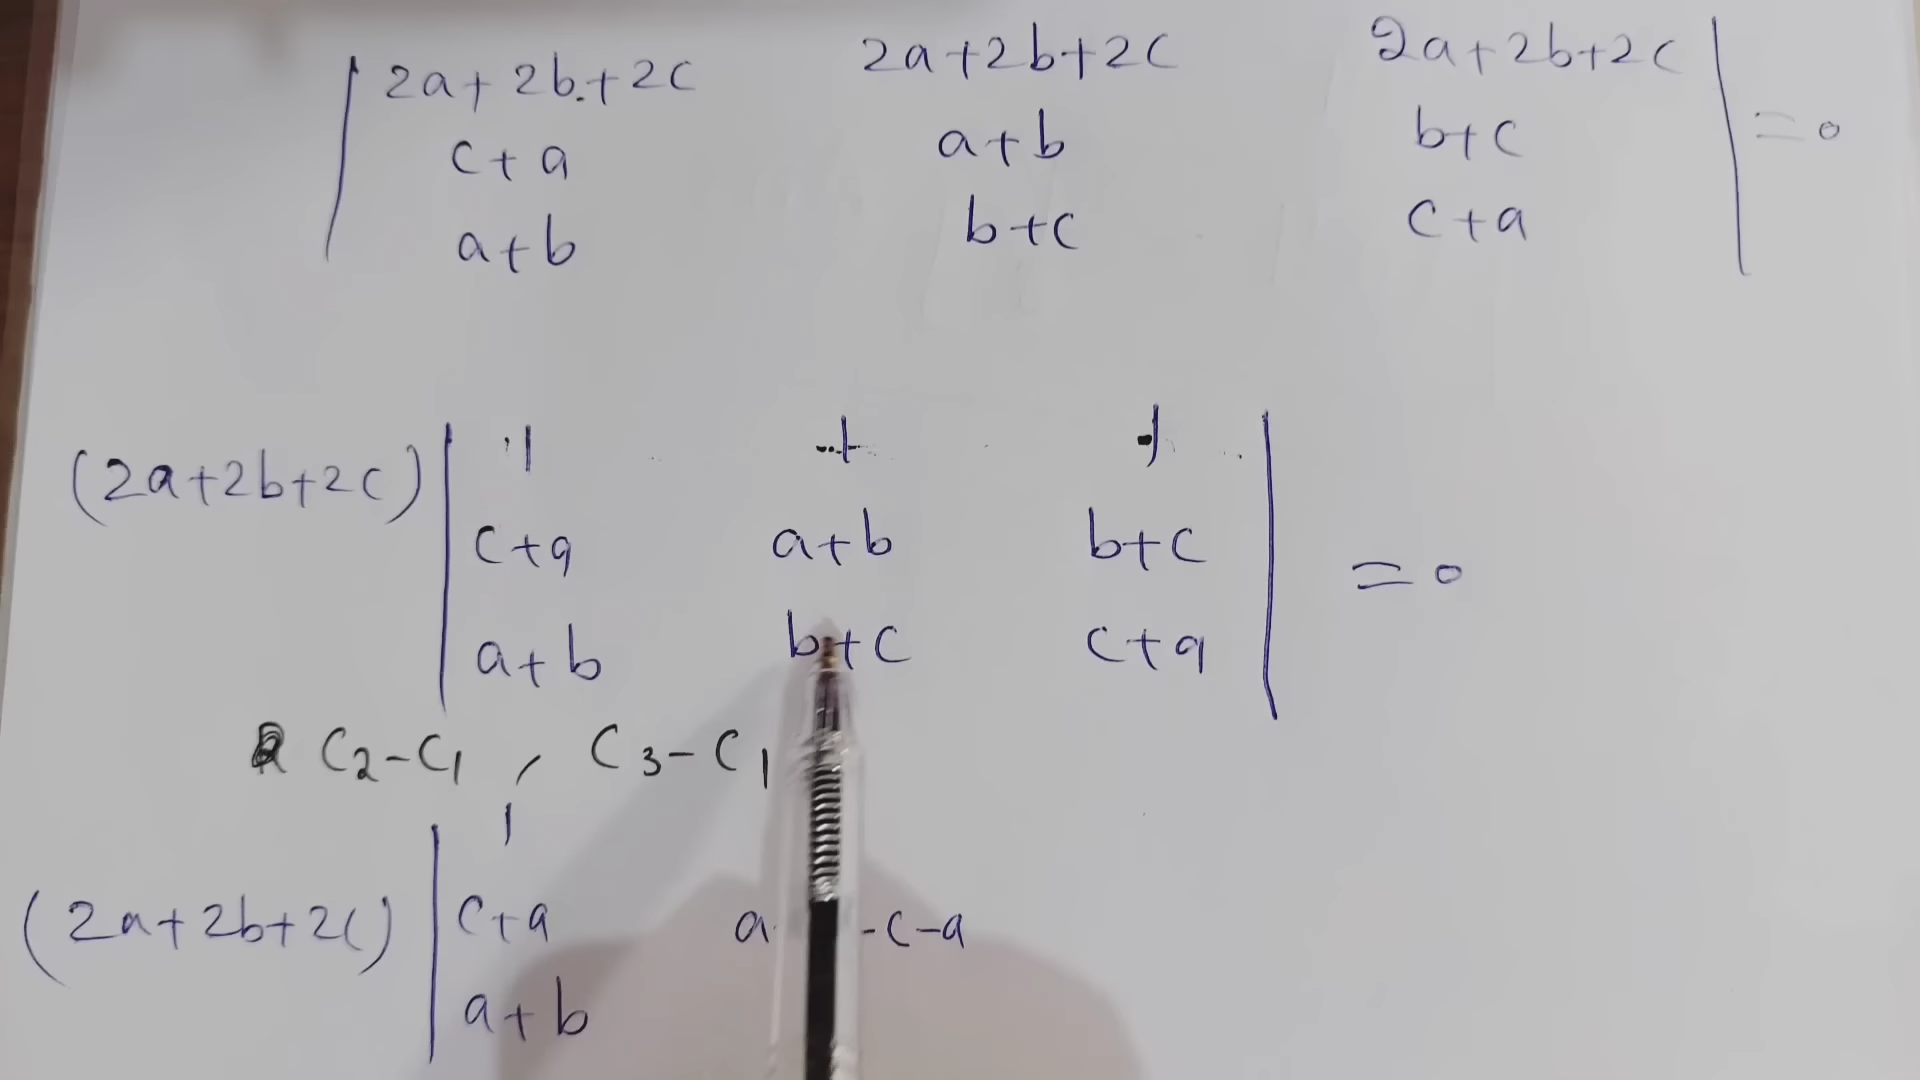 | 2a+2b+2c 2a+2b+2c 2a+2b+2c | = 0
c+a a+b b+c
a+b b+c c+a
(2a+2b+2c) | 1 1 1 |
c+a a+b b+c = 0
a+b b+c c+a
C2-C1 , C3-C1
1
(2a+2b+2c) | c+a a -c-a
a+b